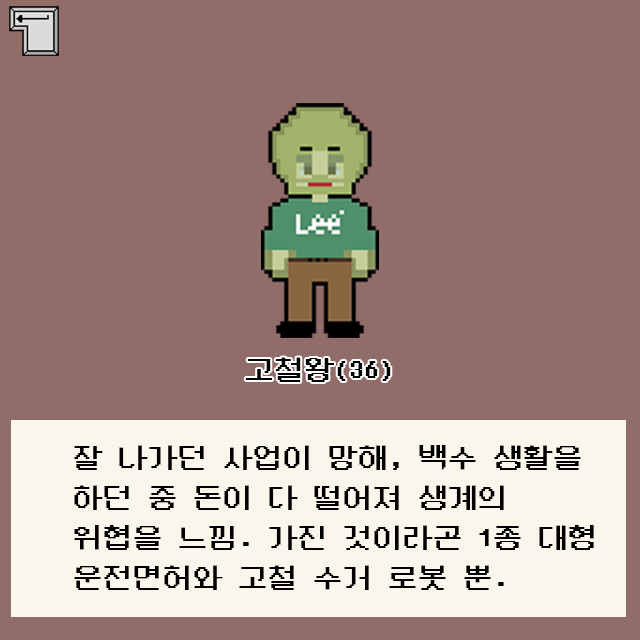 Lee
고철왕(36)
잘 나가던 사업이 망해, 백수 생활을
하던 중 돈이 다 떨어져 생계의
위협을 느낌. 가진 것이라곤 1종 대형
운전면허와 고철 수거 로봇 뿐.